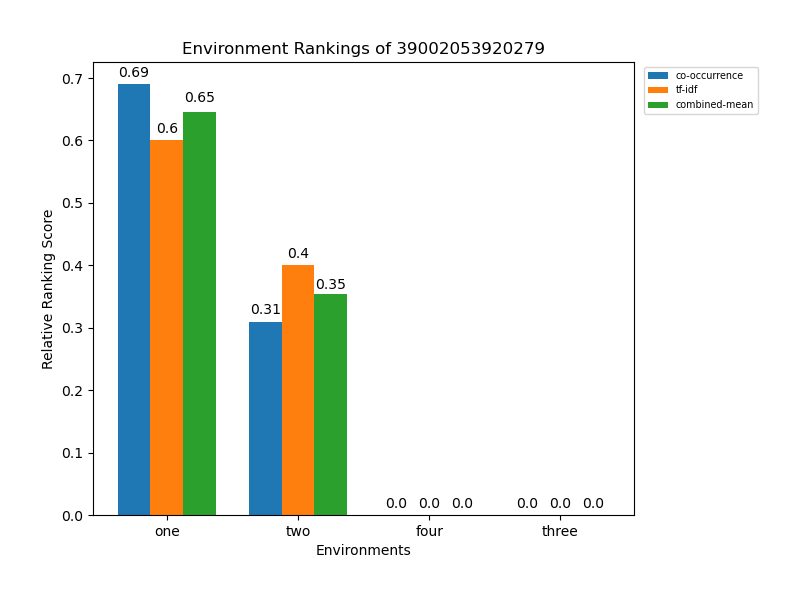 Environment Rankings of 39002053920279
co-occurrence
tf-idf
combined-mean
Relative Ranking Score
0.7
0.6
0.5
0.4
0.3
0.2
0.1
0.0
0.69
0.6
0.65
0.31
0.4
0.35
0.0 0.0 0.0
0.0 0.0 0.0
one two four three
Environments